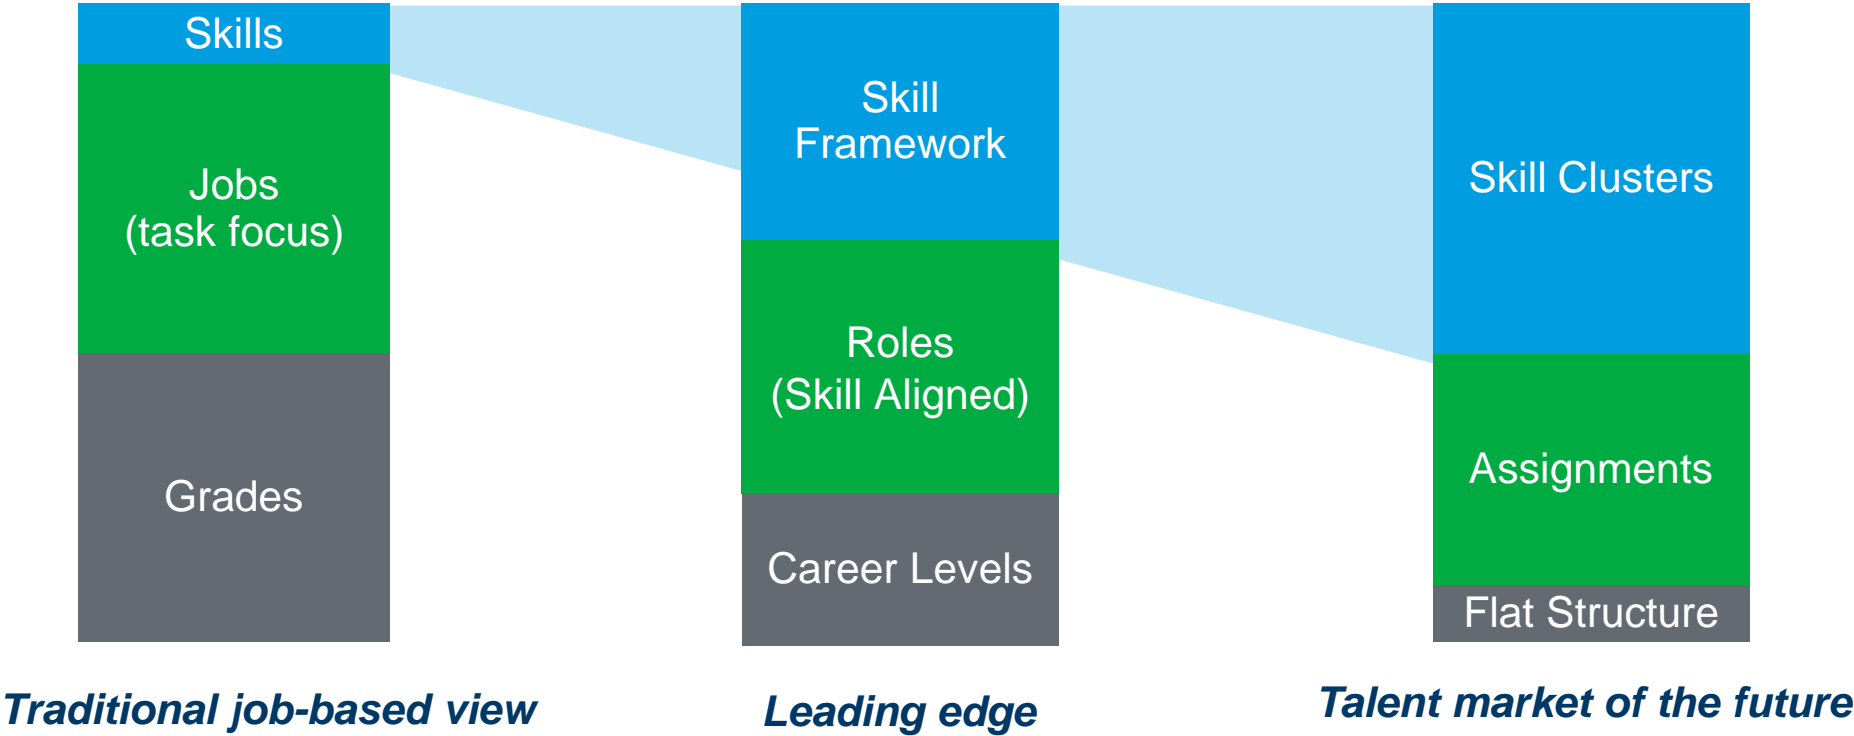 Skills
Jobs
(task focus)
Grades
Traditional job-based view
Skill
Framework
Roles
(Skill Aligned)
Career Levels
Leading edge
Skill Clusters
Assignments
Flat Structure
Talent market of the future